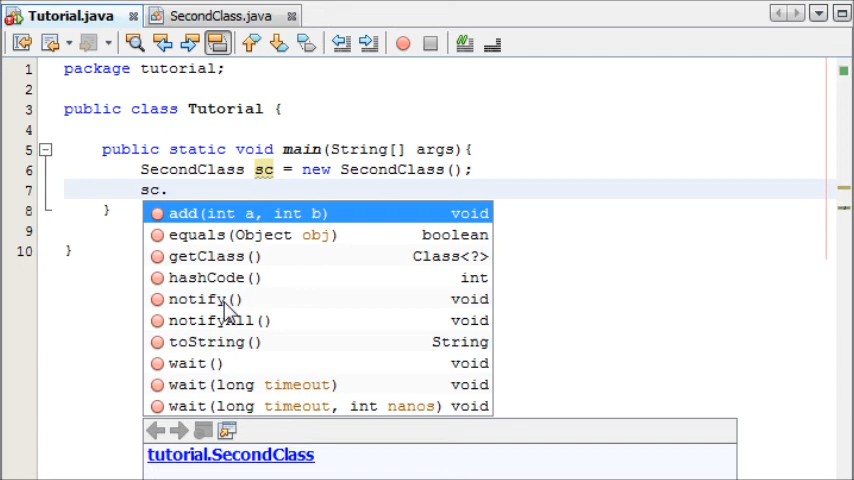 Tutorial.java SecondClass.java
1 package tutorial;
2
3 public class Tutorial {
4
5 public static void main(String[] args){
6 SecondClass sc = new SecondClass();
7 sc.
8 }
9
10 }
add(int a, int b) void
equals(Object obj) boolean
getClass() Class<?>
hashCode() int
notify() void
notifyAll() void
toString() String
wait() void
wait(long timeout) void
wait(long timeout, int nanos) void
tutorial.SecondClass